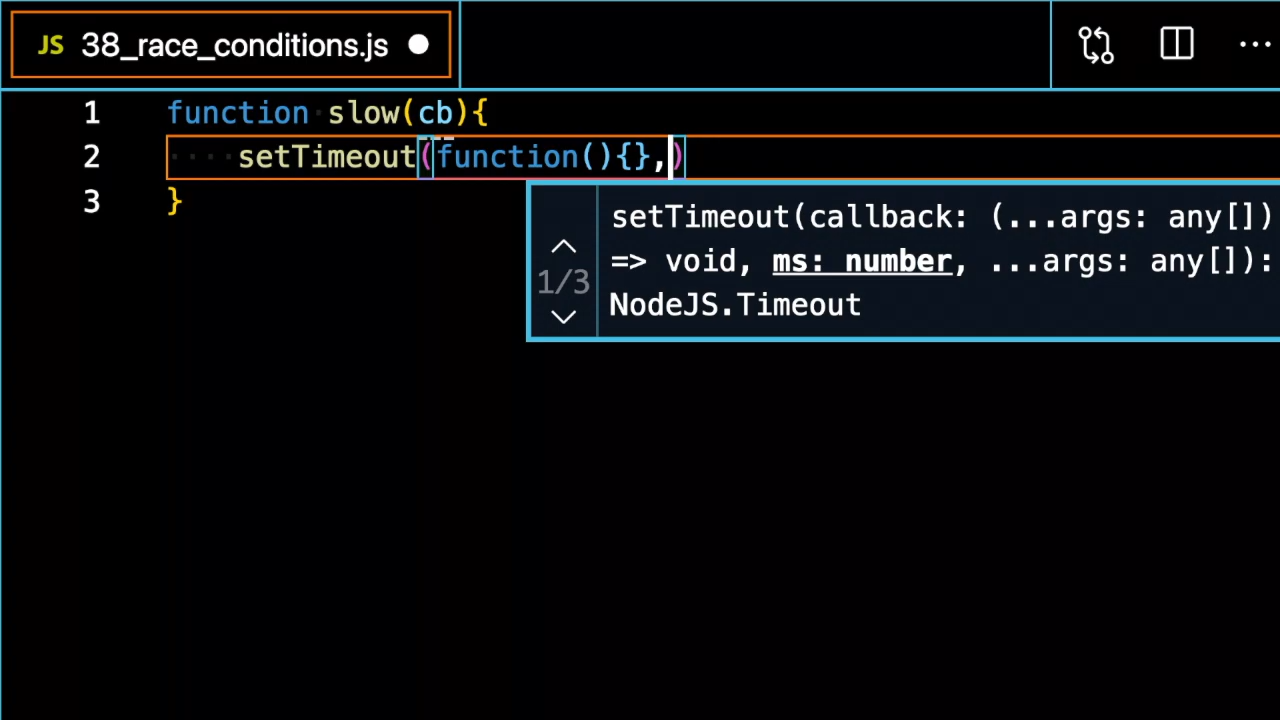 JS 38_race_conditions.js
1 function slow(cb){
2 setTimeout(function(){},)
3 }
setTimeout(callback: (...args: any[])
=> void, ms: number, ...args: any[]):
1/3
NodeJS.Timeout